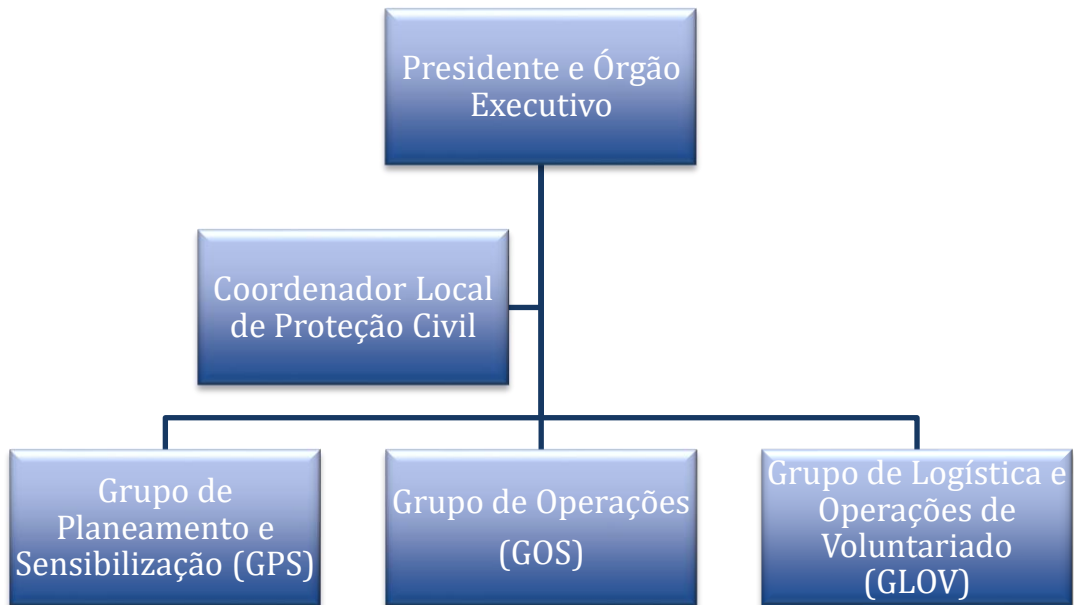 Presidente e Órgão
Executivo
Coordenador Local
de Proteção Civil
Grupo de
Planeamento e
Sensibilização (GPS)
Grupo de Operações
(GOS)
Grupo de Logística e
Operações de
Voluntariado
(GLOV)